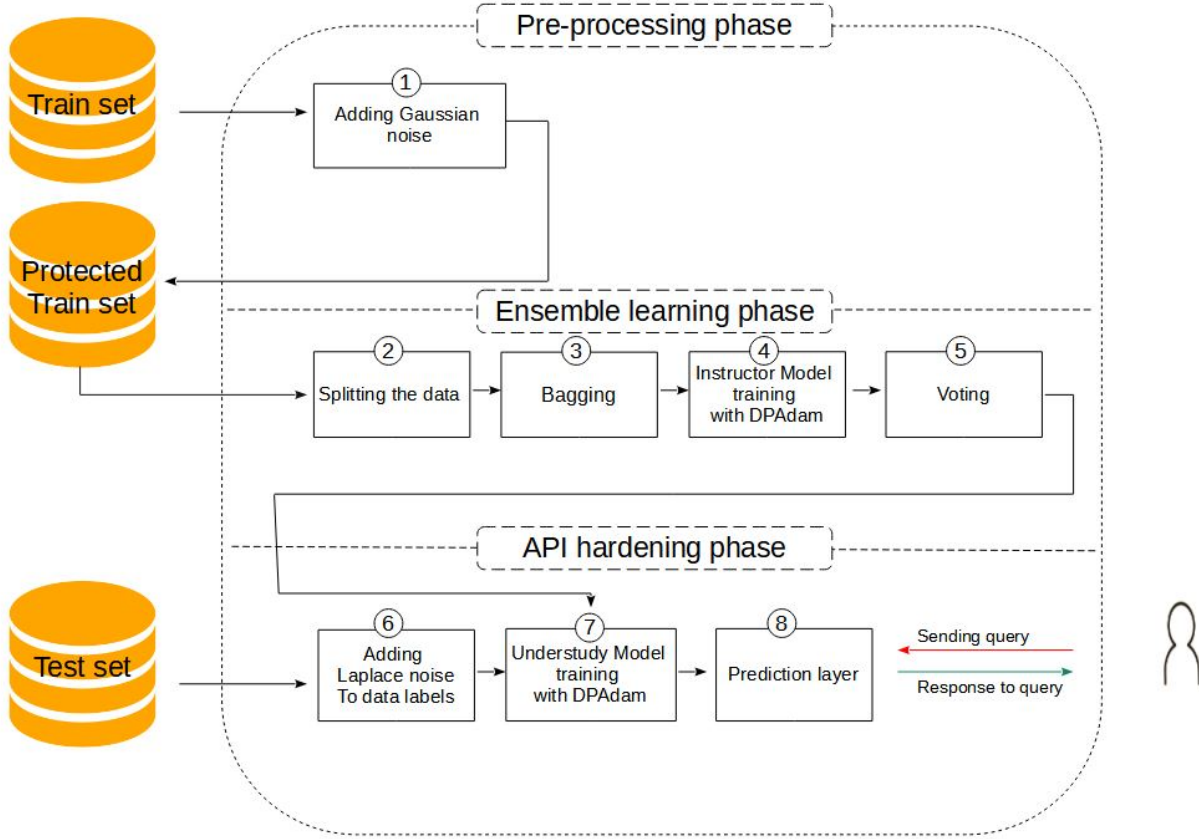 Pre-processing phase
Train set
1
Adding Gaussian
noise
Protected
Train set
Ensemble learning phase
2
Splitting the data
3
Bagging
4
Instructor Model
training
with DPAdam
5
Voting
API hardening phase
Test set
6
Adding
Laplace noise
To data labels
7
Understudy Model
training
with DPAdam
8
Prediction layer
Sending query
Response to query